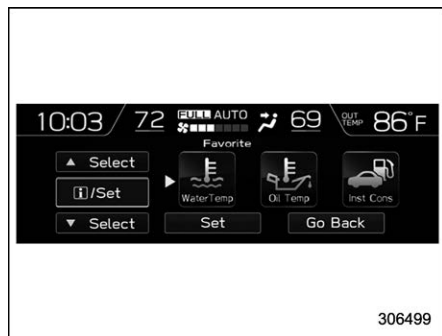 10:03 72 FULL AUTO 69 OUT TEMP 86°F
Favorite
▲ Select
i/Set
▼ Select
WaterTemp
Oil Temp
Inst Cons
Set
Go Back
306499